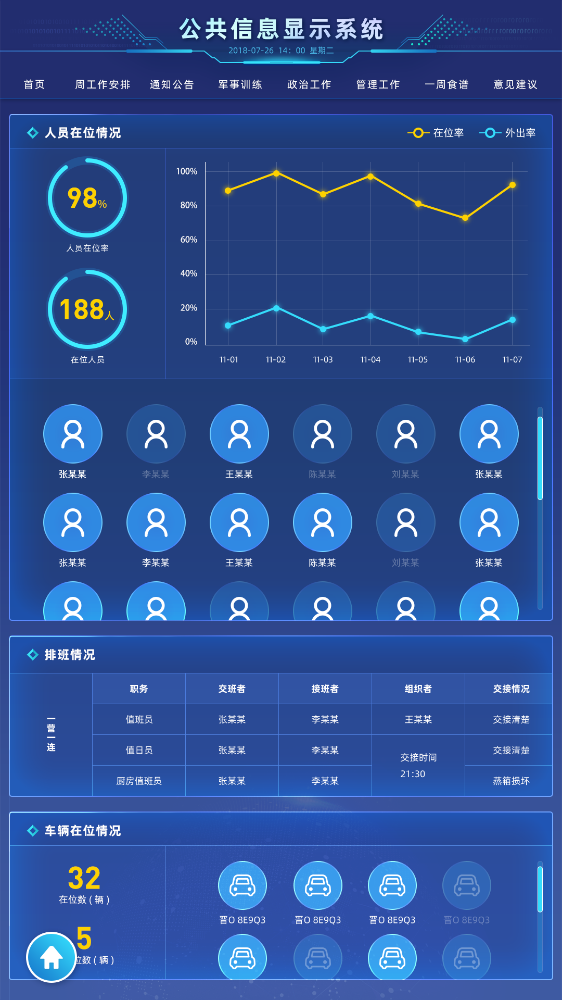 公共信息显示系统
2018-07-26 14: 00 星期二
首页 周工作安排 通知公告 军事训练 政治工作 管理工作 一周食谱 意见建议
人员在位情况
在位率 外出率
98%
人员在位率
188人
在位人员
100%
80%
60%
40%
20%
0%
11-01 11-02 11-03 11-04 11-05 11-06 11-07
张某某 李某某 王某某 陈某某 刘某某 张某某
张某某 李某某 王某某 陈某某 刘某某 张某某
排班情况
一营一连
职务 交班者 接班者 组织者 交接情况
值班员 张某某 李某某 王某某 交接清楚
值日员 张某某 李某某 交接清楚
交接时间
21:30
厨房值班员 张某某 李某某 蒸箱损坏
车辆在位情况
32
在位数 ( 辆 )
5
位数 ( 辆 )
晋O 8E9Q3 晋O 8E9Q3 晋O 8E9Q3 晋O 8E9Q3